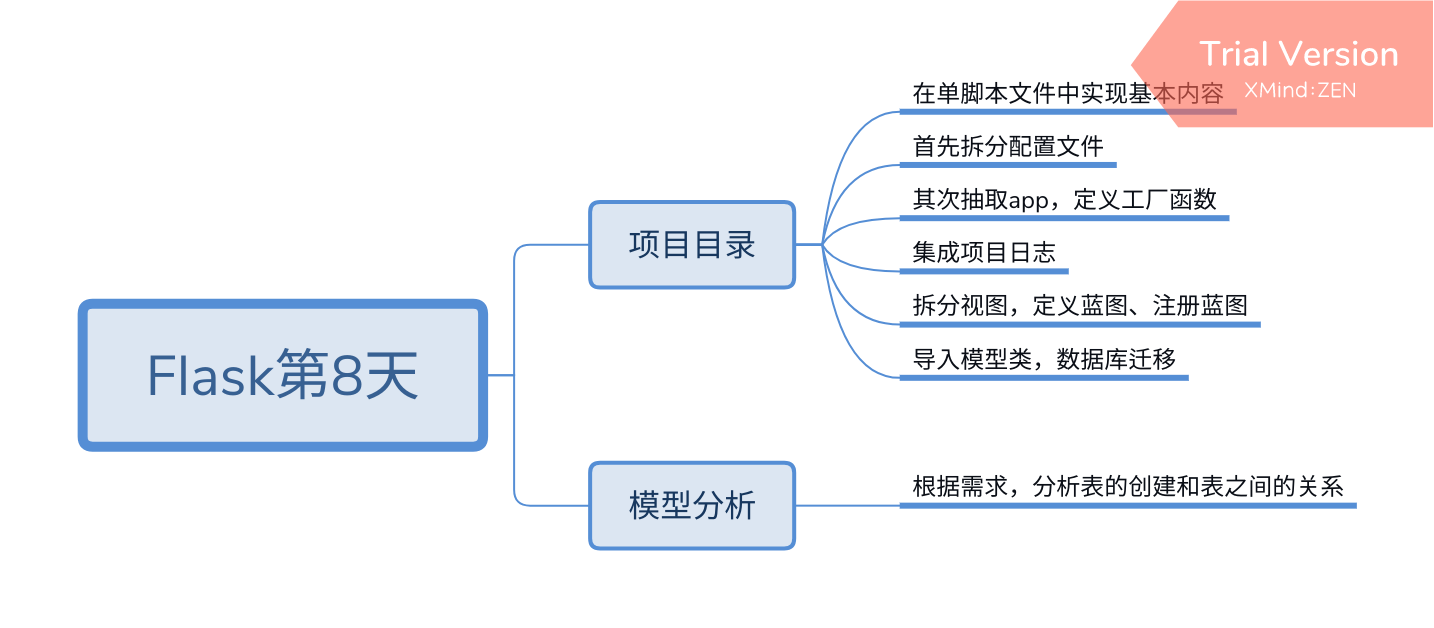 Trial Version
XMind:ZEN
在单脚本文件中实现基本内容
首先拆分配置文件
其次抽取app，定义工厂函数
项目目录
集成项目日志
拆分视图，定义蓝图、注册蓝图
导入模型类，数据库迁移
Flask第8天
模型分析
根据需求，分析表的创建和表之间的关系